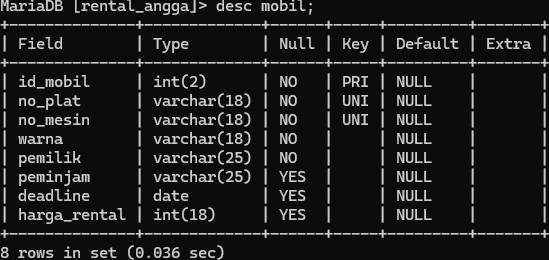 MariaDB [rental_angga]> desc mobil;
+--------------+-------------+------+-----+---------+-------+
| Field        | Type        | Null | Key | Default | Extra |
+--------------+-------------+------+-----+---------+-------+
| id_mobil     | int(2)      | NO   | PRI | NULL    |       |
| no_plat      | varchar(18) | NO   | UNI | NULL    |       |
| no_mesin     | varchar(18) | NO   | UNI | NULL    |       |
| warna        | varchar(18) | NO   |     | NULL    |       |
| pemilik      | varchar(25) | NO   |     | NULL    |       |
| peminjam     | varchar(25) | YES  |     | NULL    |       |
| deadline     | date        | YES  |     | NULL    |       |
| harga_rental | int(18)     | YES  |     | NULL    |       |
+--------------+-------------+------+-----+---------+-------+
8 rows in set (0.036 sec)